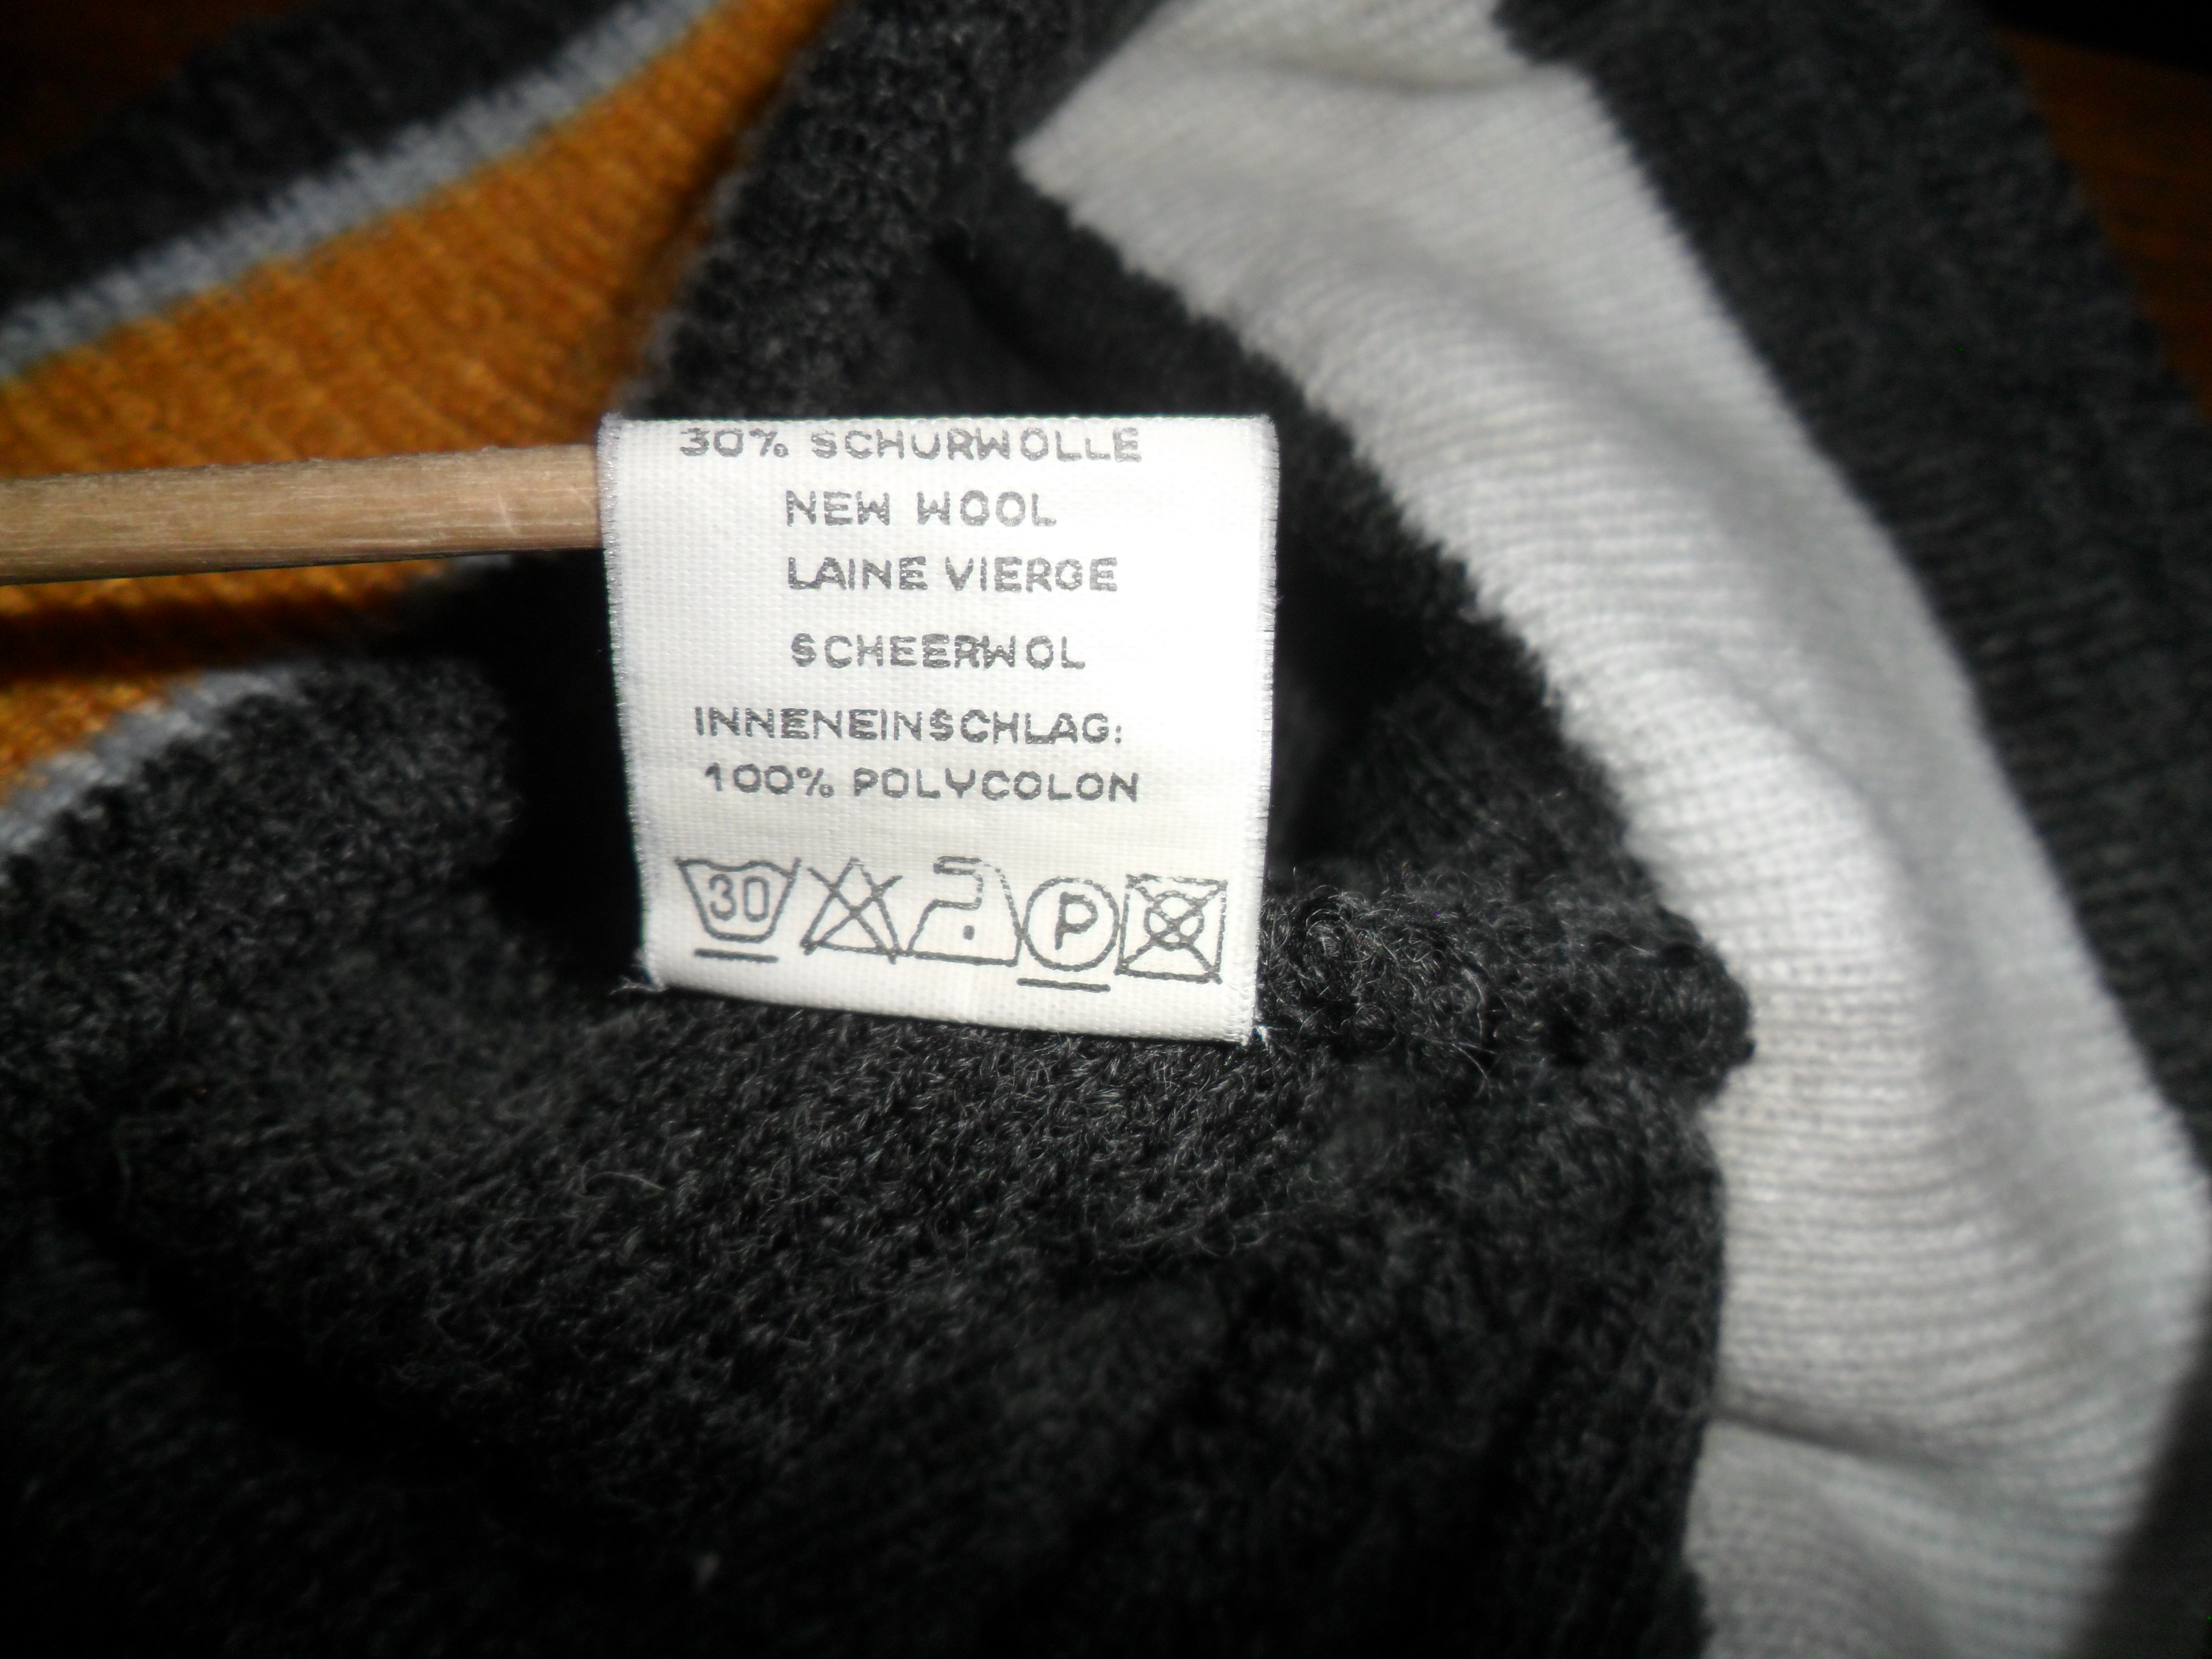 30% SCHURWOLLE
NEW WOOL
LAINE VIERGE
SCHEERWOL
INNENEINSCHLAG:
100% POLYCOLON
30 P